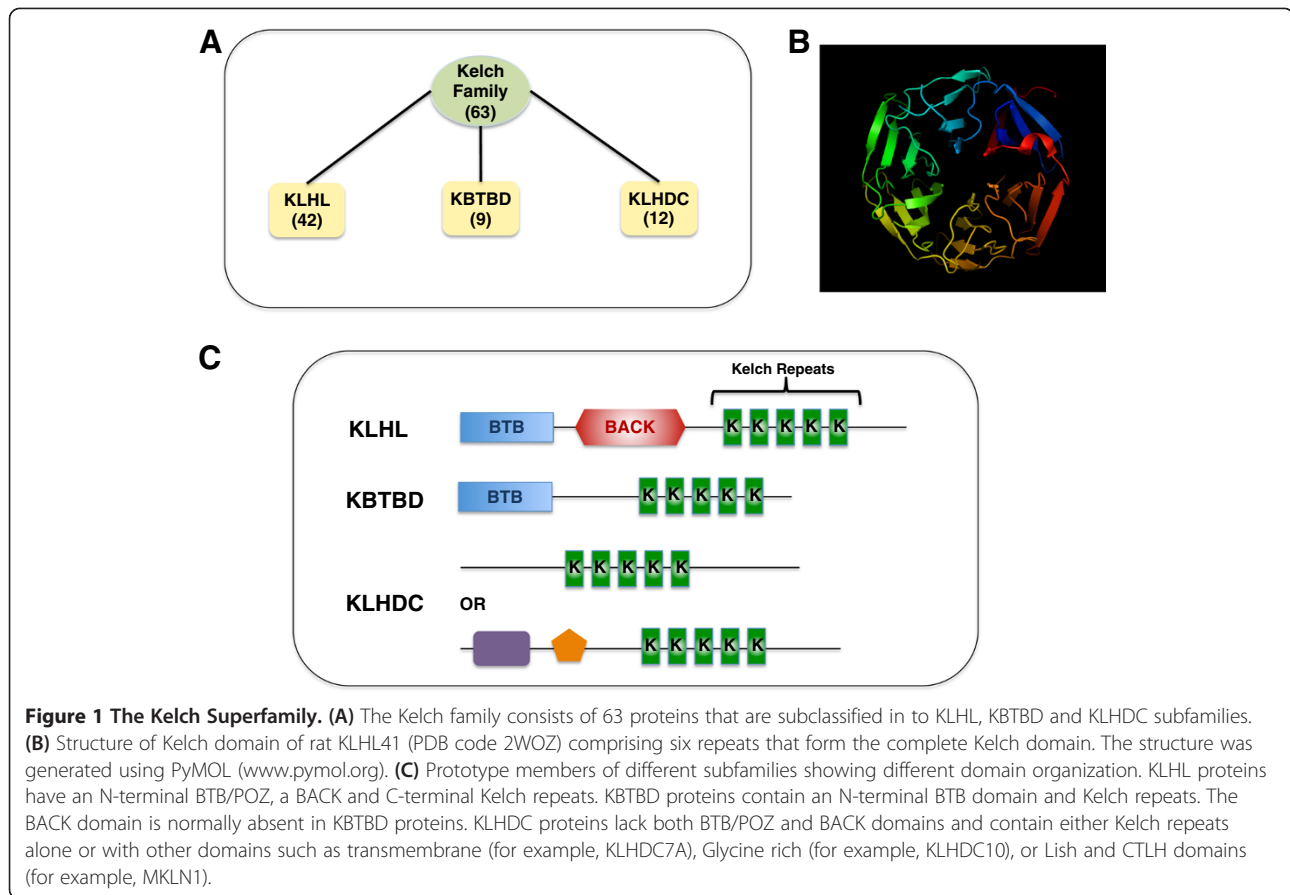 A
Kelch
Family
(63)
KLHL
(42)
KBTBD
(9)
KLHDC
(12)
B
C
Kelch Repeats
KLHL
BTB
BACK
K K K K K
KBTBD
BTB
K K K K K
K K K K K
KLHDC
OR
K K K K K
Figure 1 The Kelch Superfamily. (A) The Kelch family consists of 63 proteins that are subclassified in to KLHL, KBTBD and KLHDC subfamilies.
(B) Structure of Kelch domain of rat KLHL41 (PDB code 2WOZ) comprising six repeats that form the complete Kelch domain. The structure was
generated using PyMOL (www.pymol.org). (C) Prototype members of different subfamilies showing different domain organization. KLHL proteins
have an N-terminal BTB/POZ, a BACK and C-terminal Kelch repeats. KBTBD proteins contain an N-terminal BTB domain and Kelch repeats. The
BACK domain is normally absent in KBTBD proteins. KLHDC proteins lack both BTB/POZ and BACK domains and contain either Kelch repeats
alone or with other domains such as transmembrane (for example, KLHDC7A), Glycine rich (for example, KLHDC10), or Lish and CTLH domains
(for example, MKLN1).